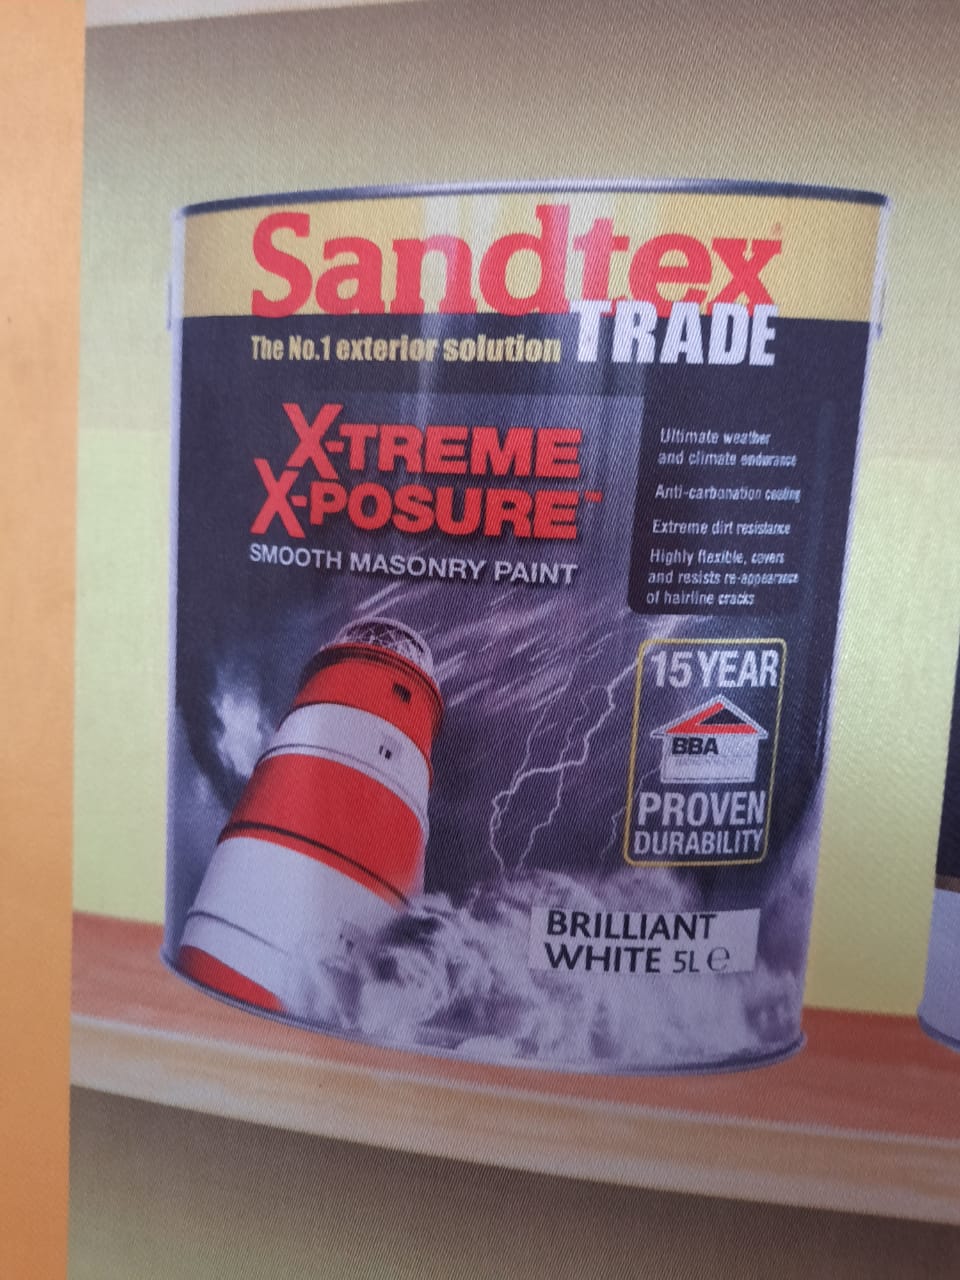 Sandtex
TRADE
The No.1 exterior solution
X-TREME
X-POSURE™
SMOOTH MASONRY PAINT
Ultimate weather
and climate endurance
Anti-carbonation coating
Extreme dirt resistance
Highly flexible, covers
and resists re-appearance
of hairline cracks
15 YEAR
BBA
PROVEN
DURABILITY
BRILLIANT
WHITE 5L e